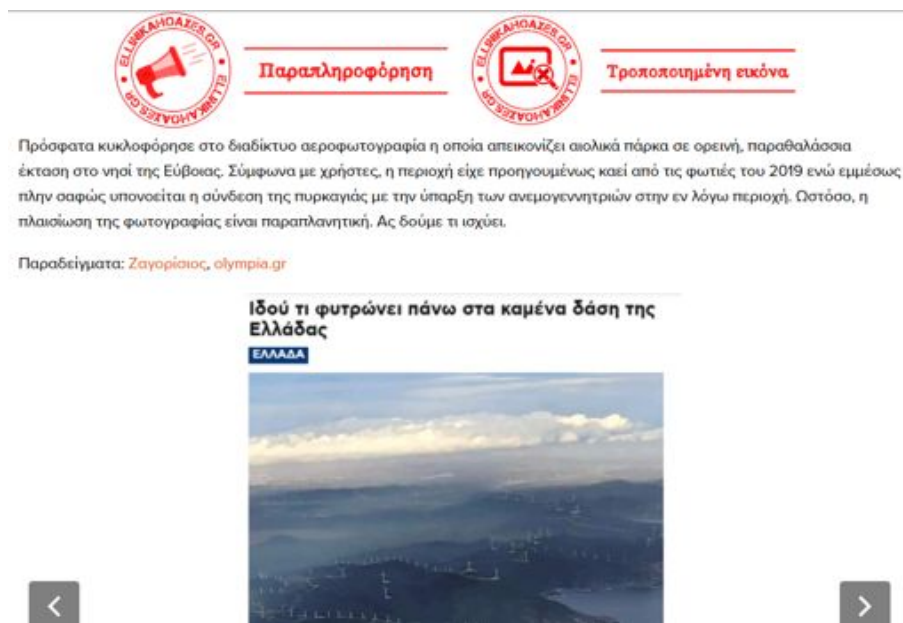 ELLINIKAHOAXES.GR • ELLINIKAHOAXES.GR •
Παραπληροφόρηση
ELLINIKAHOAXES.GR • ELLINIKAHOAXES.GR •
Τροποποιημένη εικόνα
Πρόσφατα κυκλοφόρησε στο διαδίκτυο αεροφωτογραφία η οποία απεικονίζει αιολικά πάρκα σε ορεινή, παραθαλάσσια
έκταση στο νησί της Εύβοιας. Σύμφωνα με χρήστες, η περιοχή είχε προηγουμένως καεί από τις φωτιές του 2019 ενώ εμμέσως
πλην σαφώς υπονοείται η σύνδεση της πυρκαγιάς με την ύπαρξη των ανεμογεννητριών στην εν λόγω περιοχή. Ωστόσο, η
πλαισίωση της φωτογραφίας είναι παραπλανητική. Ας δούμε τι ισχύει.
Παραδείγματα: Ζαγορίσιος, olympia.gr
Ιδού τι φυτρώνει πάνω στα καμένα δάση της
Ελλάδας
ΕΛΛΑΔΑ